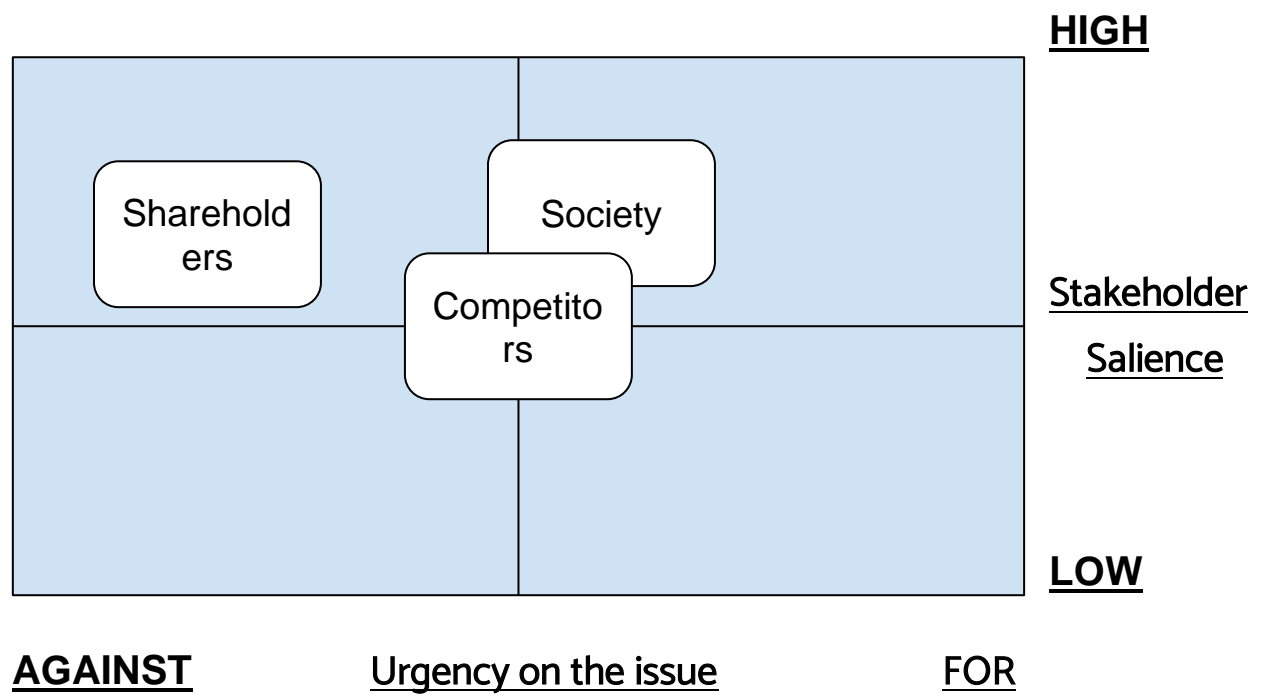 HIGH
Sharehold
ers
Society
Competito
rs
Stakeholder
Salience
LOW
AGAINST
Urgency on the issue
FOR